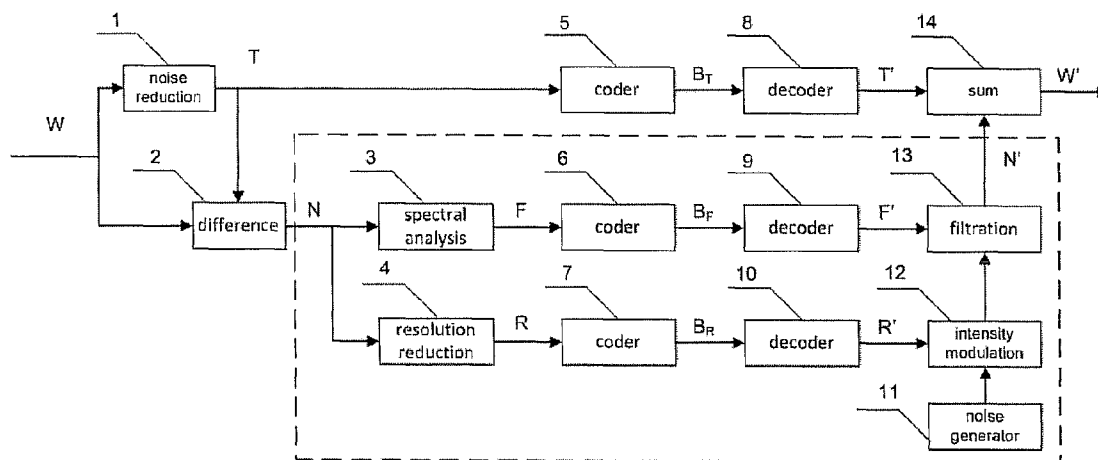 1
5
8
14
noise
reduction
T
coder
B_T
decoder
T'
sum
W'
W
2
3
6
9
13
N'
difference
N
spectral
analysis
F
coder
B_F
decoder
F'
filtration
4
7
10
12
resolution
reduction
R
coder
B_R
decoder
R'
intensity
modulation
11
noise
generator